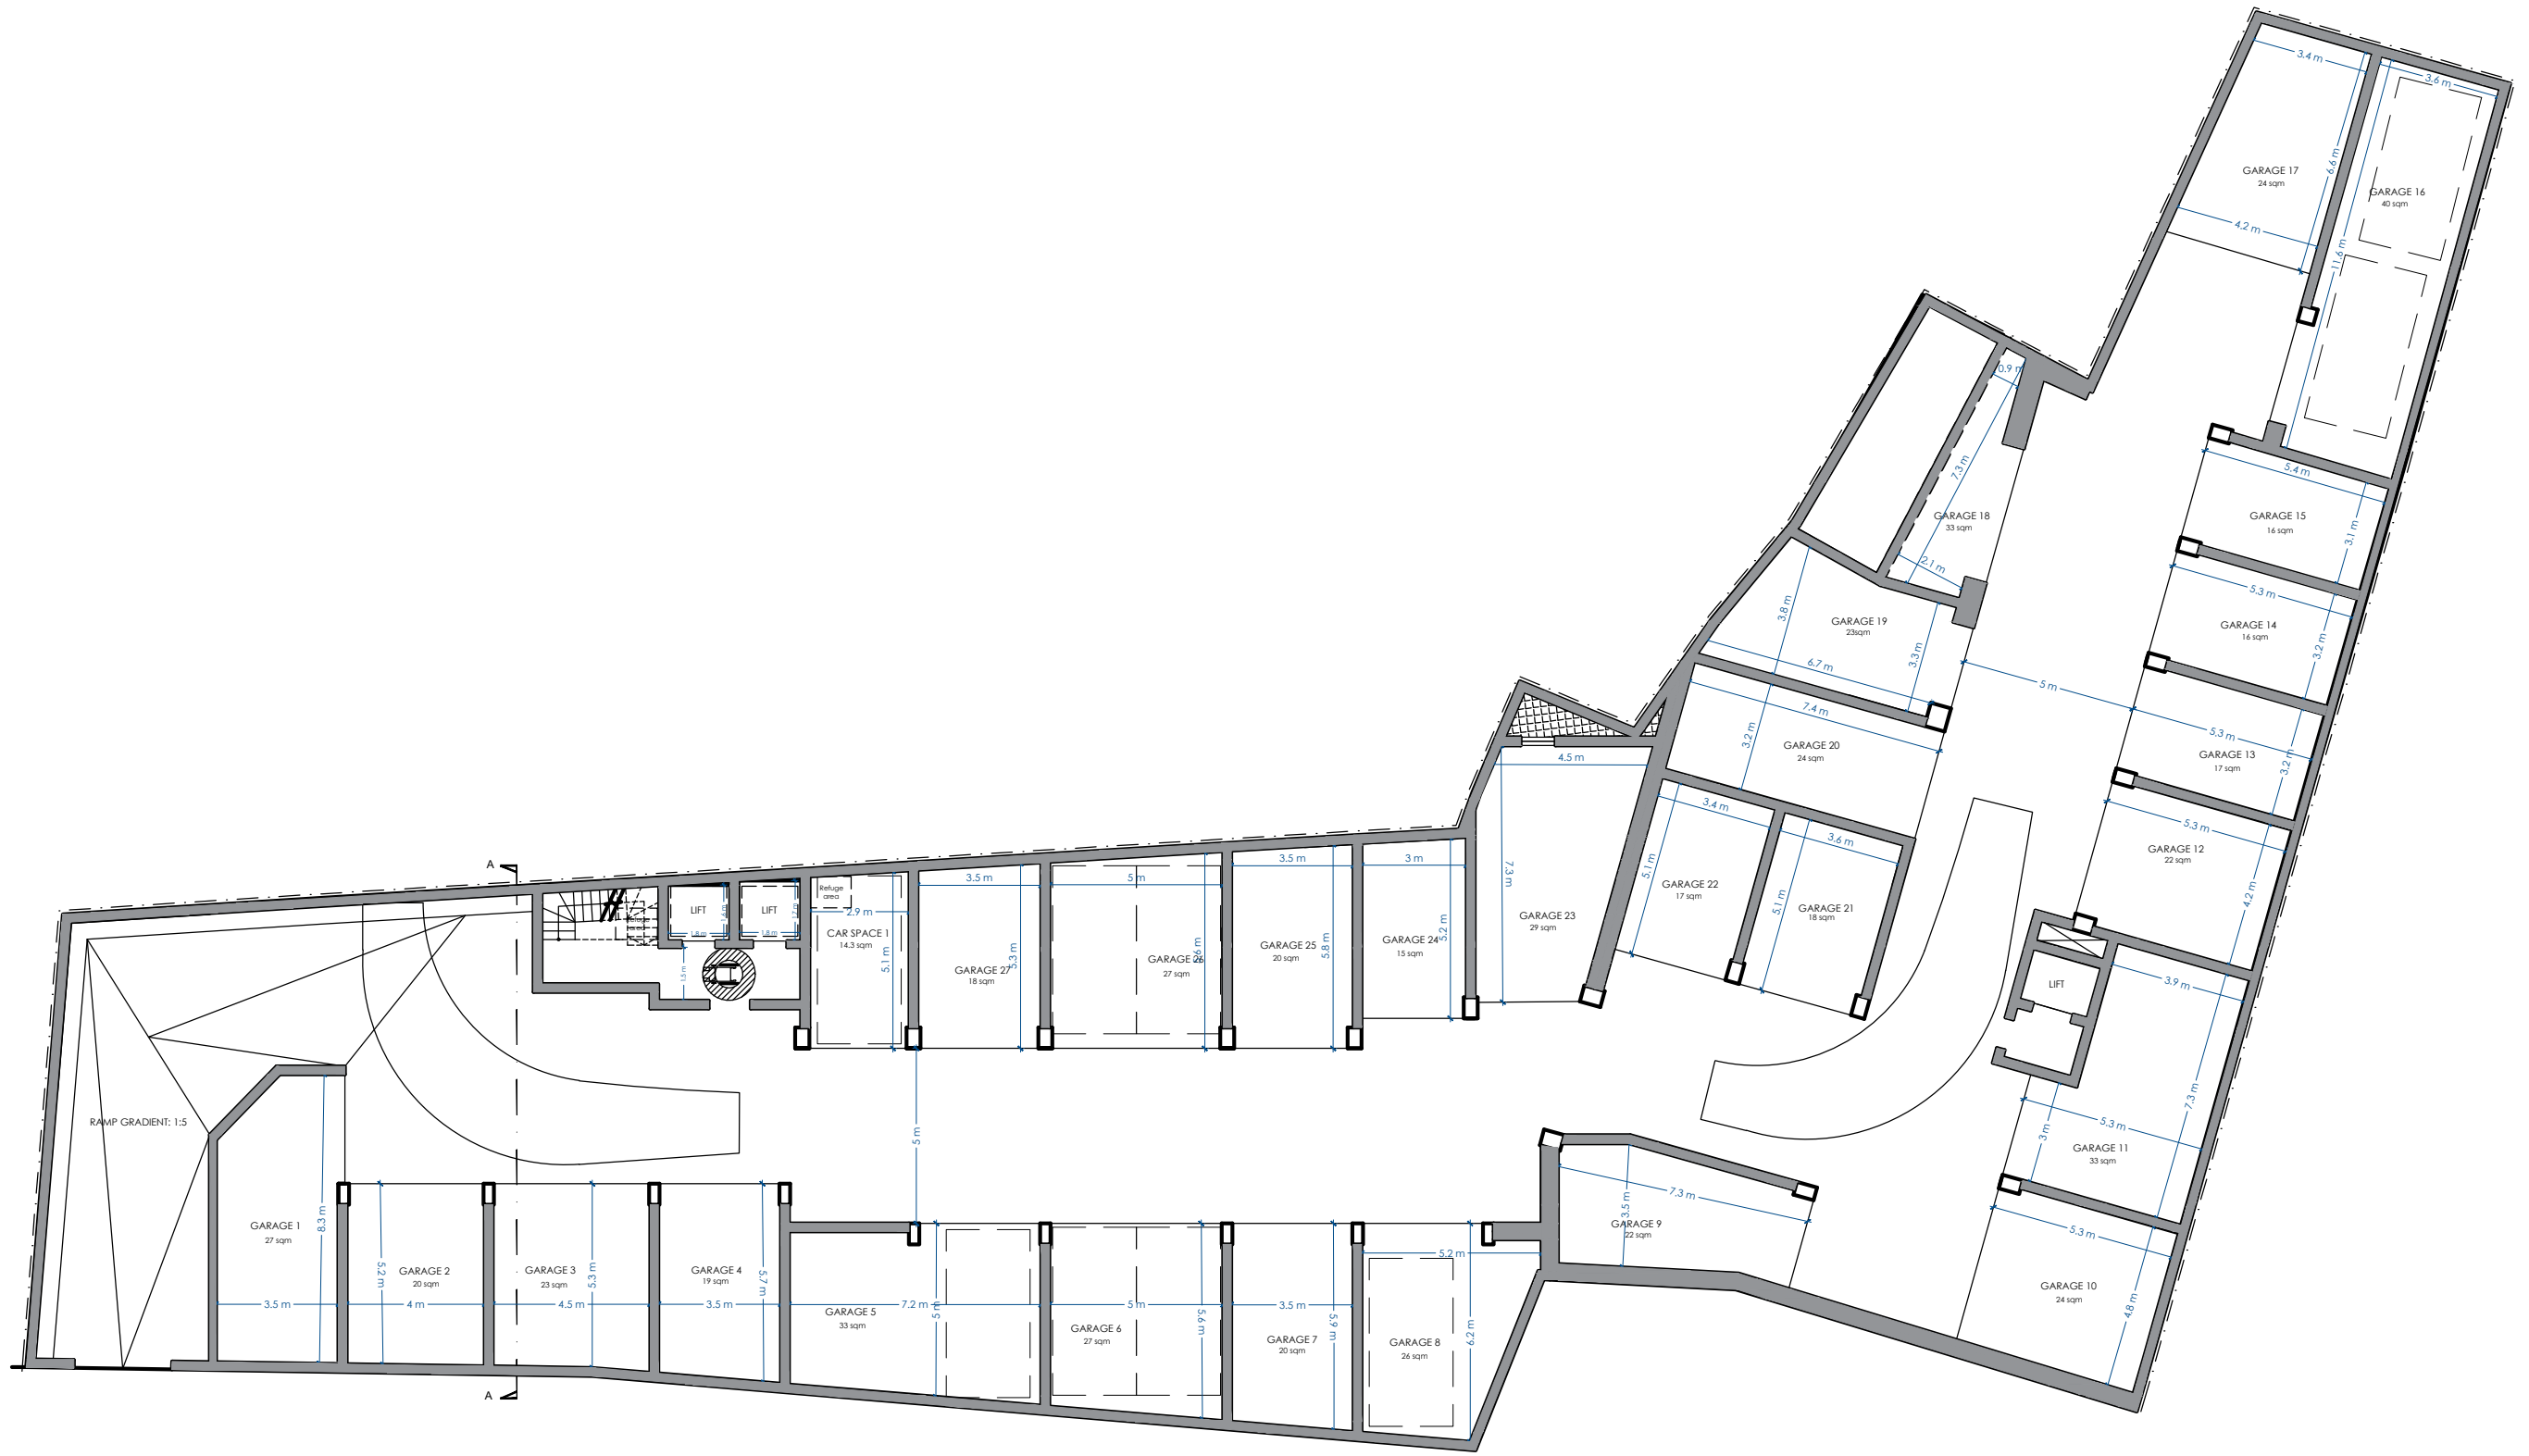 3.4 m
3.6 m
6.6 m
GARAGE 17
24 sqm
GARAGE 16
40 sqm
4.2 m
11.6 m
0.9 m
7.3 m
5.4 m
GARAGE 18
33 sqm
GARAGE 15
16 sqm
3.1 m
2.1 m
5.3 m
3.8 m
GARAGE 19
23sqm
3.3 m
GARAGE 14
16 sqm
3.2 m
6.7 m
5 m
7.4 m
3.2 m
GARAGE 20
24 sqm
5.3 m
GARAGE 13
17 sqm
3.2 m
4.5 m
3.4 m
3.6 m
5.3 m
GARAGE 12
22 sqm
4.2 m
A
3.5 m
5 m
3.5 m
3 m
7.3 m
5.1 m
GARAGE 22
17 sqm
5.1 m
GARAGE 21
18 sqm
Refuge
area
LIFT
LIFT
1.8 m
1.8 m
1.5 m
2.9 m
CAR SPACE 1
14.3 sqm
5.1 m
GARAGE 27
18 sqm
5.3 m
GARAGE 26
27 sqm
GARAGE 25
20 sqm
5.8 m
GARAGE 24
15 sqm
5.2 m
GARAGE 23
29 sqm
LIFT
3.9 m
RAMP GRADIENT: 1:5
5 m
7.3 m
5.3 m
3 m
GARAGE 11
33 sqm
GARAGE 1
27 sqm
8.3 m
3.5 m
GARAGE 2
20 sqm
5.2 m
4 m
GARAGE 3
23 sqm
5.3 m
4.5 m
GARAGE 4
19 sqm
5.7 m
3.5 m
GARAGE 5
33 sqm
7.2 m
5 m
GARAGE 6
27 sqm
5 m
5.6 m
GARAGE 7
20 sqm
3.5 m
5.9 m
GARAGE 8
26 sqm
5.2 m
6.2 m
7.3 m
3.5 m
GARAGE 9
22 sqm
5.3 m
GARAGE 10
24 sqm
4.8 m
A